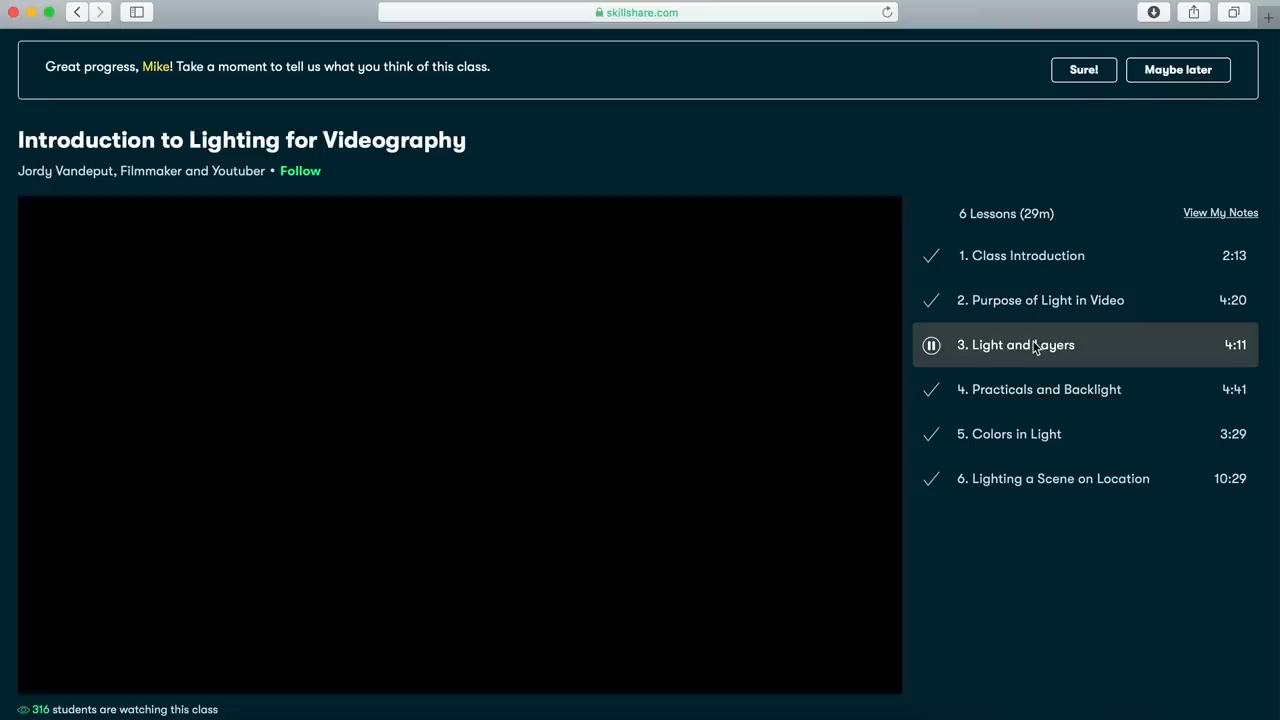 skillshare.com
Great progress, Mike! Take a moment to tell us what you think of this class.
Sure!
Maybe later
Introduction to Lighting for Videography
Jordy Vandeput, Filmmaker and Youtuber • Follow
6 Lessons (29m)
View My Notes
1. Class Introduction 2:13
2. Purpose of Light in Video 4:20
3. Light and Layers 4:11
4. Practicals and Backlight 4:41
5. Colors in Light 3:29
6. Lighting a Scene on Location 10:29
316 students are watching this class